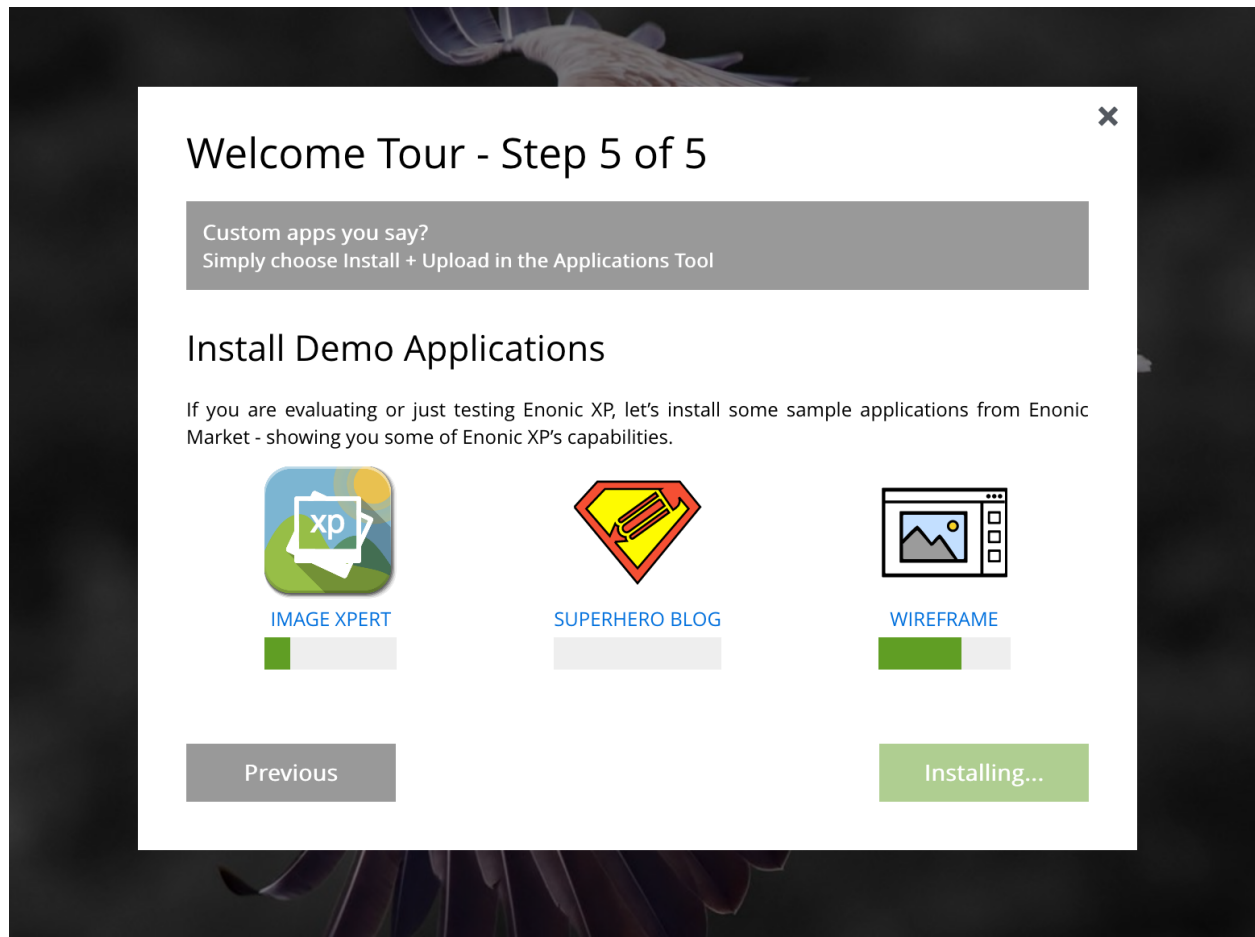 Welcome Tour - Step 5 of 5
Custom apps you say?
Simply choose Install + Upload in the Applications Tool
Install Demo Applications
If you are evaluating or just testing Enonic XP, let’s install some sample applications from Enonic
Market - showing you some of Enonic XP’s capabilities.
xp
IMAGE XPERT
SUPERHERO BLOG
WIREFRAME
Previous
Installing...